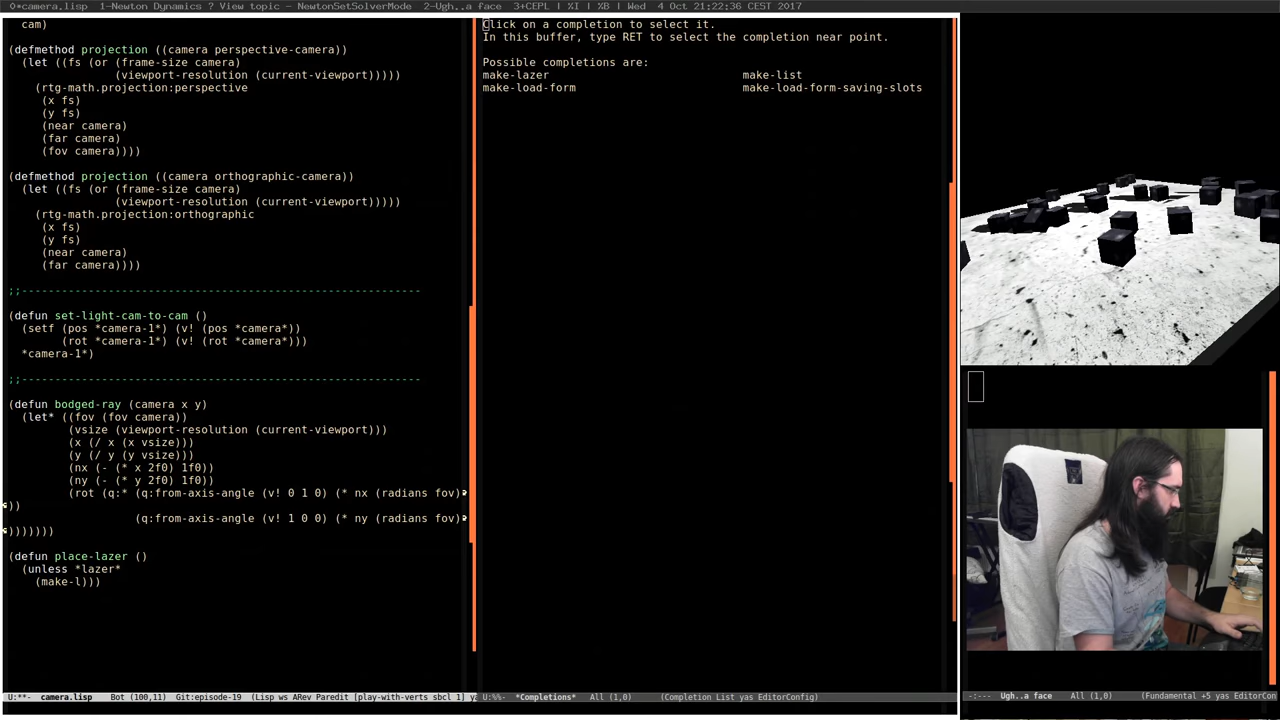 0*camera.lisp  1-Newton Dynamics ? View topic - NewtonSetSolverMode  2-Ugh..a face  3+CEPL | %I | %B | Wed  4 Oct 21:22:36 CEST 2017
  cam)
(defmethod projection ((camera perspective-camera))
  (let ((fs (or (frame-size camera)
                (viewport-resolution (current-viewport)))))
    (rtg-math.projection:perspective
     (x fs)
     (y fs)
     (near camera)
     (far camera)
     (fov camera))))
(defmethod projection ((camera orthographic-camera))
  (let ((fs (or (frame-size camera)
                (viewport-resolution (current-viewport)))))
    (rtg-math.projection:orthographic
     (x fs)
     (y fs)
     (near camera)
     (far camera))))
;;------------------------------------------------------------
(defun set-light-cam-to-cam ()
  (setf (pos *camera-1*) (v! (pos *camera*))
        (rot *camera-1*) (v! (rot *camera*)))
  *camera-1*)
;;------------------------------------------------------------
(defun bodged-ray (camera x y)
  (let* ((fov (fov camera))
         (vsize (viewport-resolution (current-viewport)))
         (x (/ x (x vsize)))
         (y (/ y (y vsize)))
         (nx (- (* x 2f0) 1f0))
         (ny (- (* y 2f0) 1f0))
         (rot (q:* (q:from-axis-angle (v! 0 1 0) (* nx (radians fov)
))
                   (q:from-axis-angle (v! 1 0 0) (* ny (radians fov)
)))))))
(defun place-lazer ()
  (unless *lazer*
    (make-l)))
U:**-  camera.lisp    Bot (100,11)  Git:episode-19  (Lisp ws ARev Paredit [play-with-verts sbcl 1] ya
Click on a completion to select it.
In this buffer, type RET to select the completion near point.
Possible completions are:
make-lazer                             make-list
make-load-form                         make-load-form-saving-slots
U:%%-  *Completions*   All (1,0)      (Completion List yas EditorConfig)
-:---  Ugh..a face    All (1,0)      (Fundamental +5 yas EditorCon